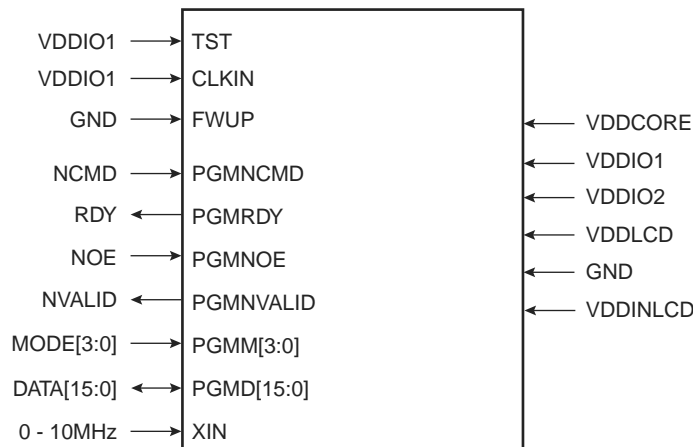 VDDIO1 TST
VDDIO1 CLKIN
GND FWUP
VDDCORE
VDDIO1
NCMD PGMNCMD
VDDIO2
RDY PGMRDY
VDDLCD
NOE PGMNOE
GND
NVALID PGMNVALID
VDDINLCD
MODE[3:0] PGMM[3:0]
DATA[15:0] PGMD[15:0]
0 - 10MHz XIN